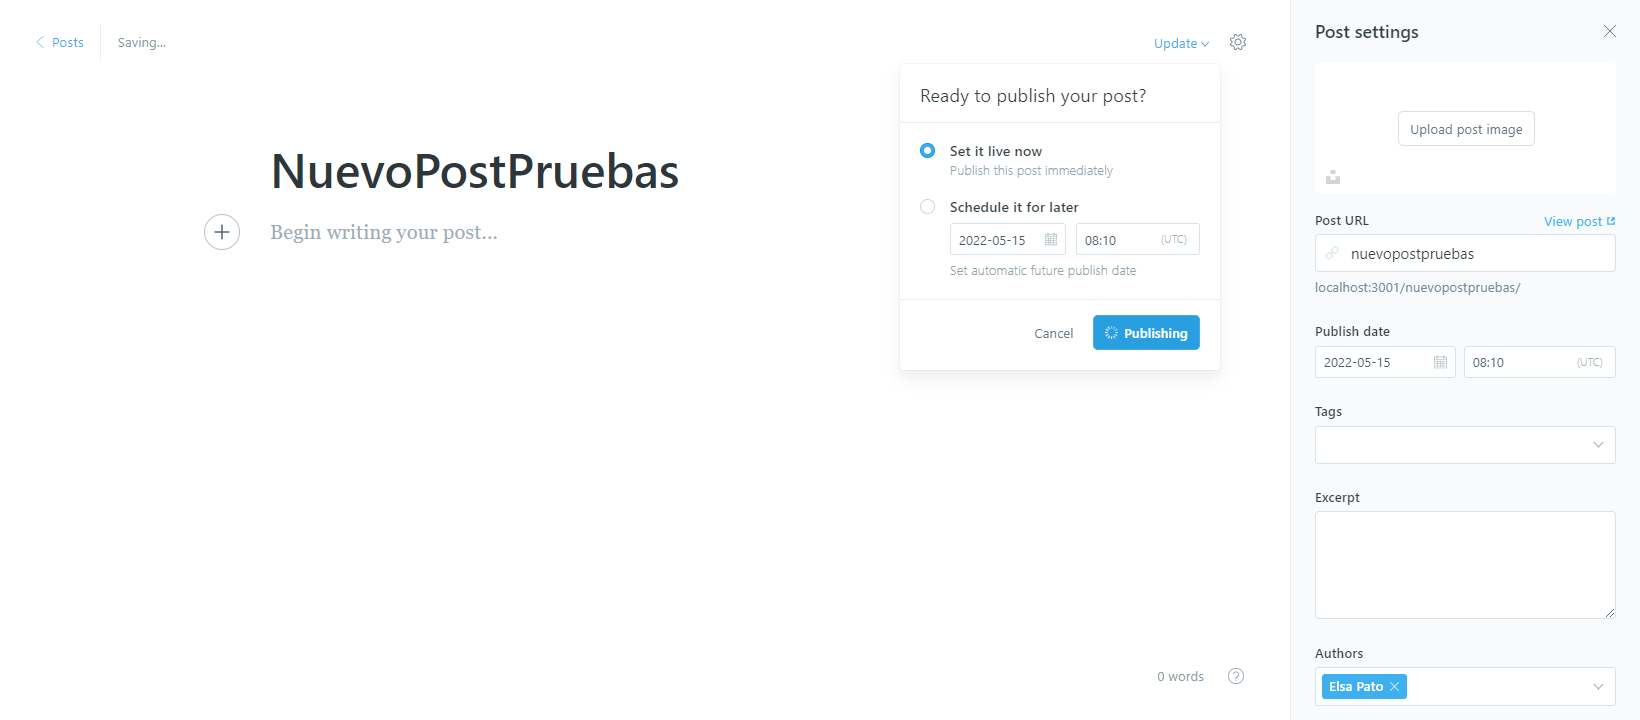 Posts
Saving...
Update
Ready to publish your post?
Set it live now
Publish this post immediately
Schedule it for later
2022-05-15
08:10 (UTC)
Set automatic future publish date
Cancel
Publishing
NuevoPostPruebas
Begin writing your post...
0 words
?
Post settings
Upload post image
Post URL
View post
nuevopostpruebas
localhost:3001/nuevopostpruebas/
Publish date
2022-05-15
08:10 (UTC)
Tags
Excerpt
Authors
Elsa Pato